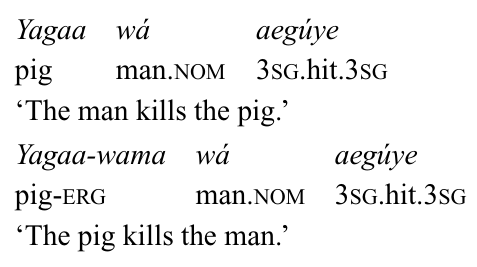 Yagaa wá aegúye
pig man.NOM 3SG.hit.3SG
‘The man kills the pig.’
Yagaa-wama wá aegúye
pig-ERG man.NOM 3SG.hit.3SG
‘The pig kills the man.’